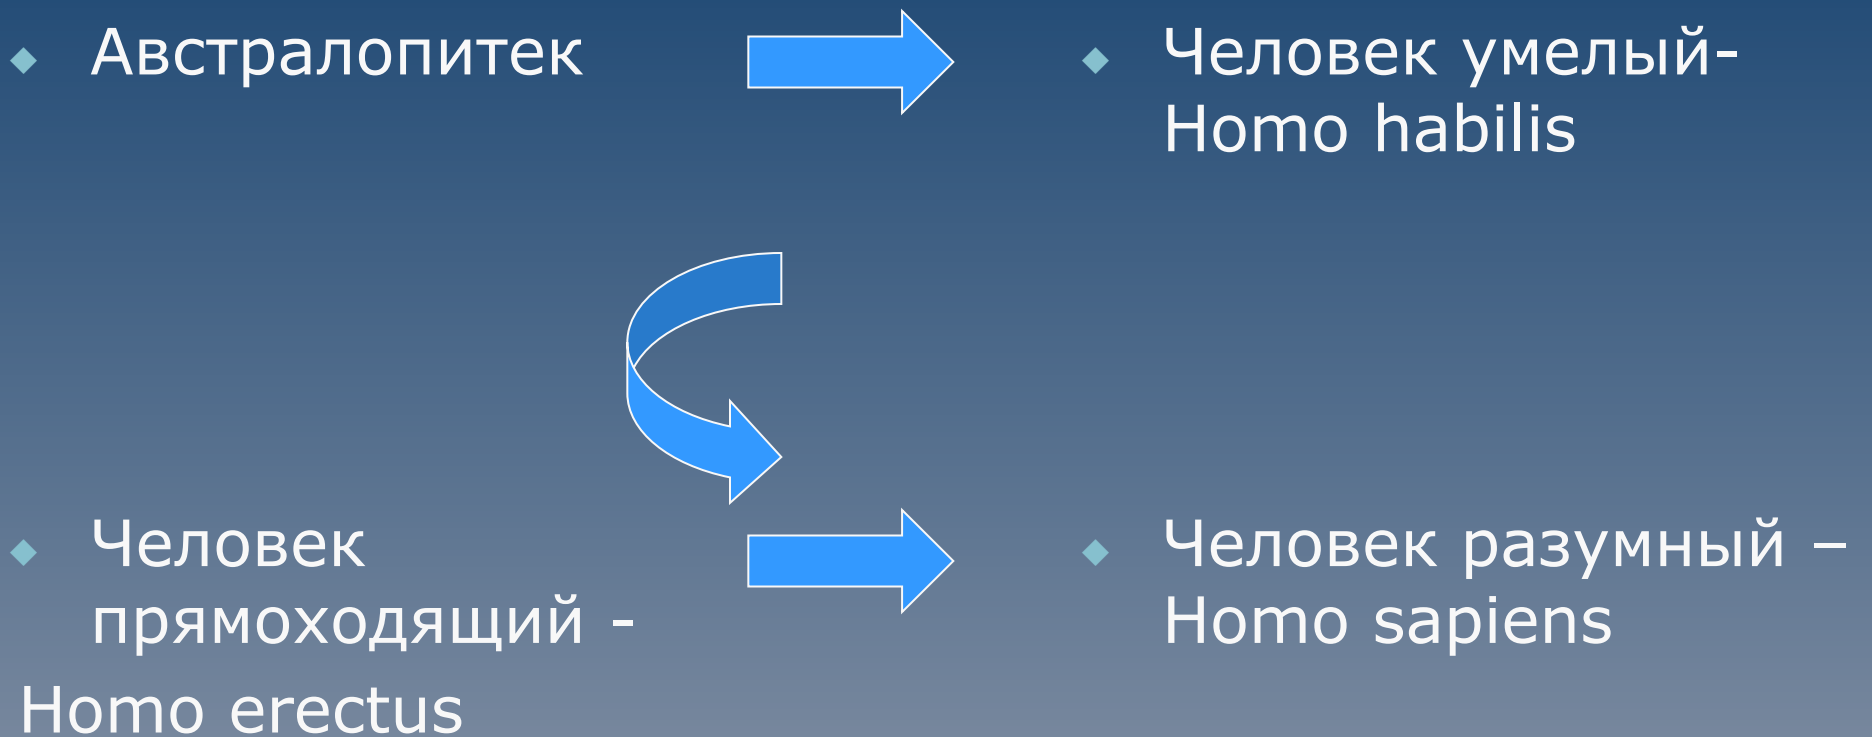 Австралопитек
Человек умелый-
Homo habilis
Человек
прямоходящий -
Homo erectus
Человек разумный –
Homo sapiens